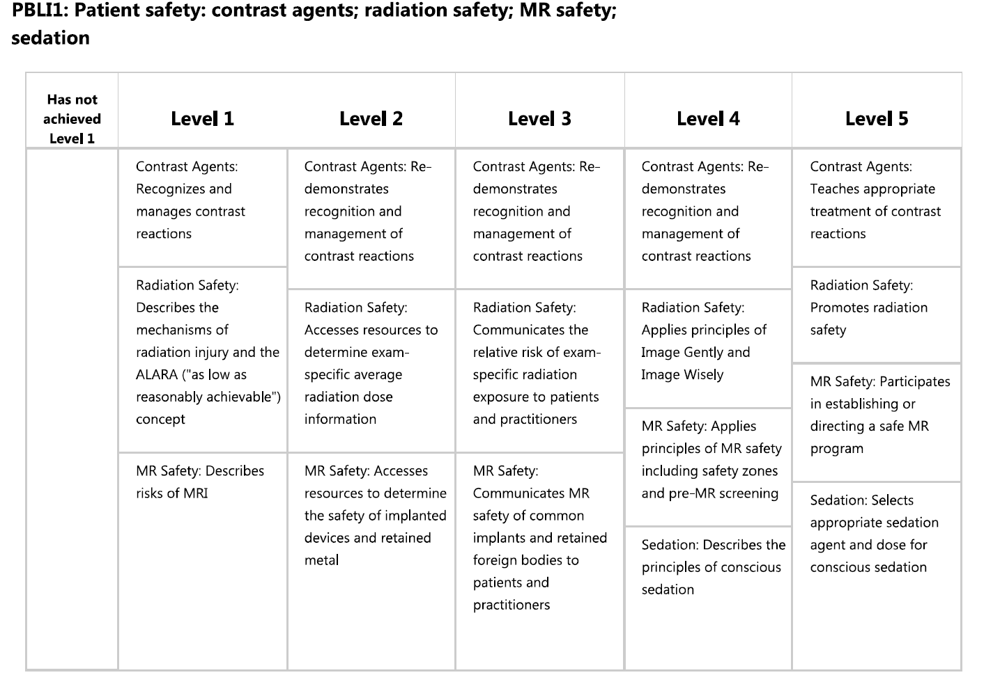 PBLI1: Patient safety: contrast agents; radiation safety; MR safety;
sedation
Has not
achieved
Level 1
Level 1
Level 2
Level 3
Level 4
Level 5
Contrast Agents:
Recognizes and
manages contrast
reactions
Radiation Safety:
Describes the
mechanisms of
radiation injury and the
ALARA ("as low as
reasonably achievable")
concept
MR Safety: Describes
risks of MRI
Contrast Agents: Re-
demonstrates
recognition and
management of
contrast reactions
Radiation Safety:
Accesses resources to
determine exam-
specific average
radiation dose
information
MR Safety: Accesses
resources to determine
the safety of implanted
devices and retained
metal
Contrast Agents: Re-
demonstrates
recognition and
management of
contrast reactions
Radiation Safety:
Communicates the
relative risk of exam-
specific radiation
exposure to patients
and practitioners
MR Safety:
Communicates MR
safety of common
implants and retained
foreign bodies to
patients and
practitioners
Contrast Agents: Re-
demonstrates
recognition and
management of
contrast reactions
Radiation Safety:
Applies principles of
Image Gently and
Image Wisely
MR Safety: Applies
principles of MR safety
including safety zones
and pre-MR screening
Sedation: Describes the
principles of conscious
sedation
Contrast Agents:
Teaches appropriate
treatment of contrast
reactions
Radiation Safety:
Promotes radiation
safety
MR Safety: Participates
in establishing or
directing a safe MR
program
Sedation: Selects
appropriate sedation
agent and dose for
conscious sedation